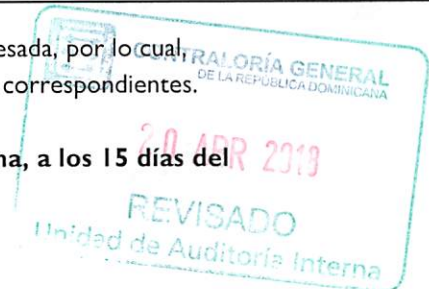 esada, por lo cual,
correspondientes.
na, a los 15 días del
CONTRALORÍA GENERAL
DE LA REPÚBLICA DOMINICANA
20 APR 2018
REVISADO
Unidad de Auditoría Interna